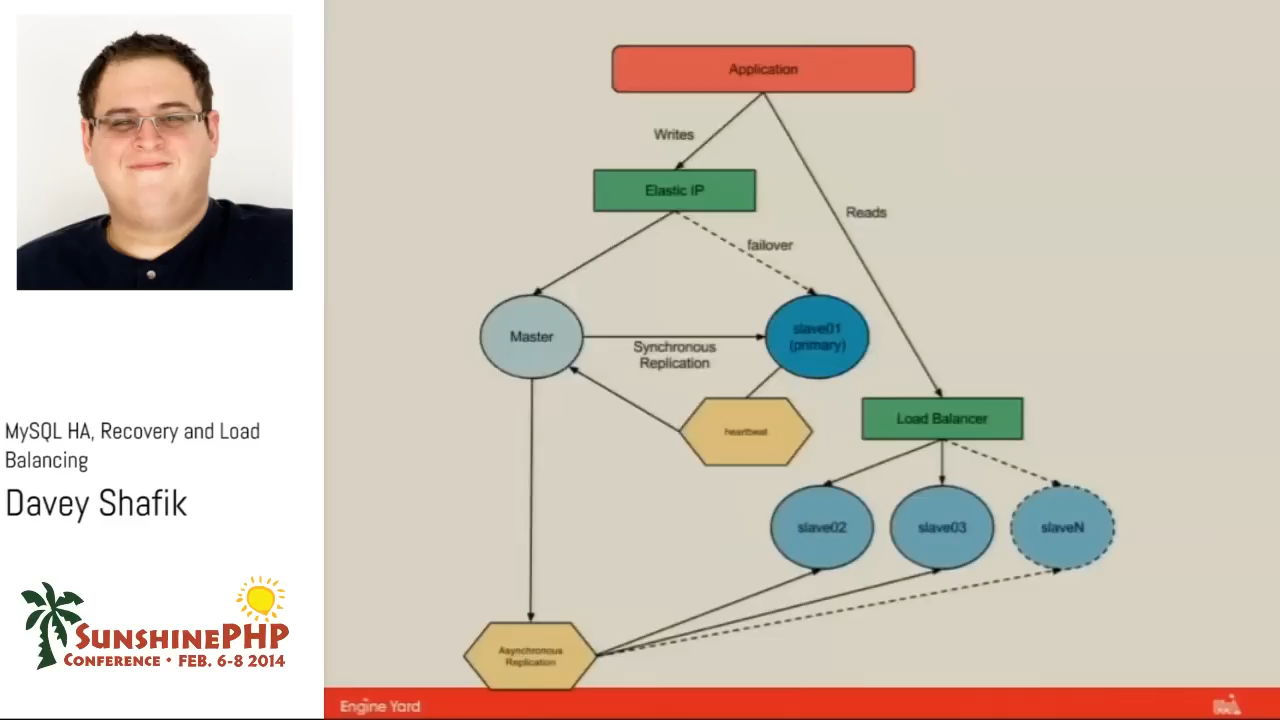 Application
Writes
Elastic IP
Reads
failover
Master
slave01
(primary)
Synchronous
Replication
heartbeat
Load Balancer
slave02
slave03
slaveN
Asynchronous
Replication
Engine Yard
MySQL HA, Recovery and Load
Balancing
Davey Shafik
SunshinePHP
Conference • Feb. 6-8 2014